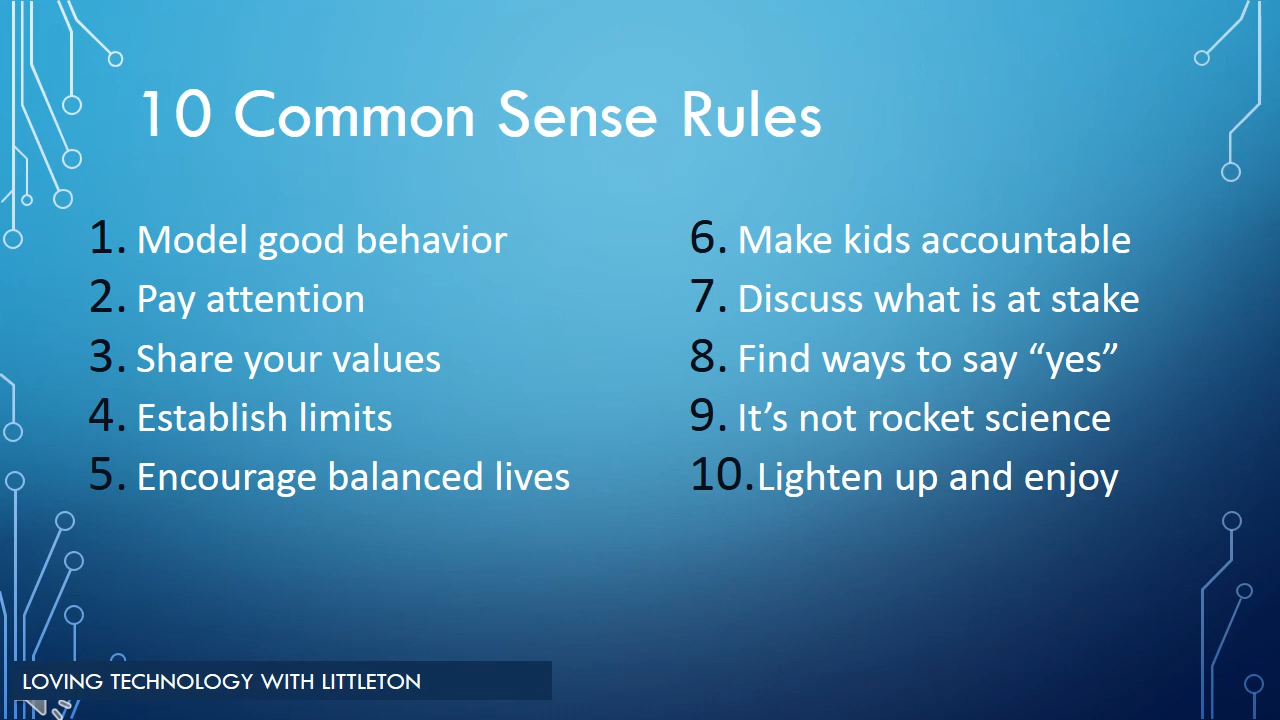 10 Common Sense Rules
1. Model good behavior
2. Pay attention
3. Share your values
4. Establish limits
5. Encourage balanced lives
6. Make kids accountable
7. Discuss what is at stake
8. Find ways to say “yes”
9. It’s not rocket science
10. Lighten up and enjoy
LOVING TECHNOLOGY WITH LITTLETON